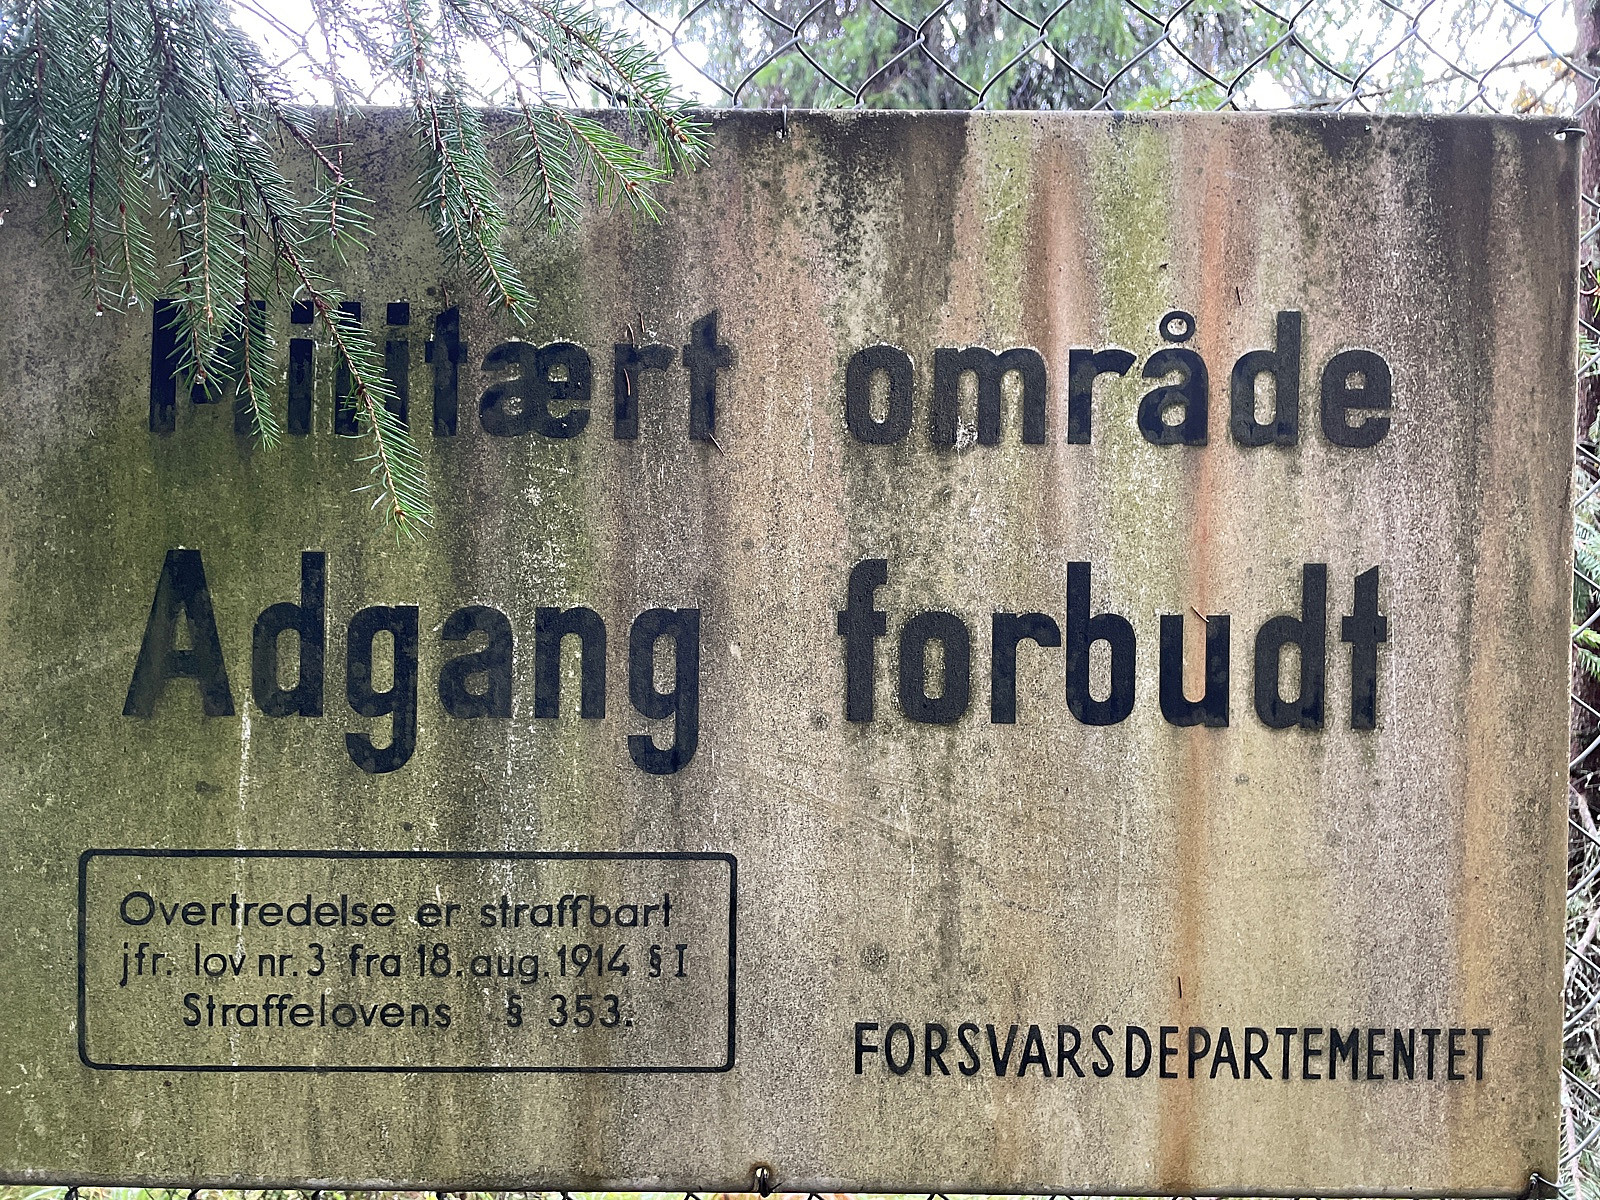 Militært område
Adgang forbudt
Overtredelse er straffbart
jfr. lov nr. 3 fra 18. aug. 1914 § I
Straffelovens § 353.
FORSVARSDEPARTEMENTET